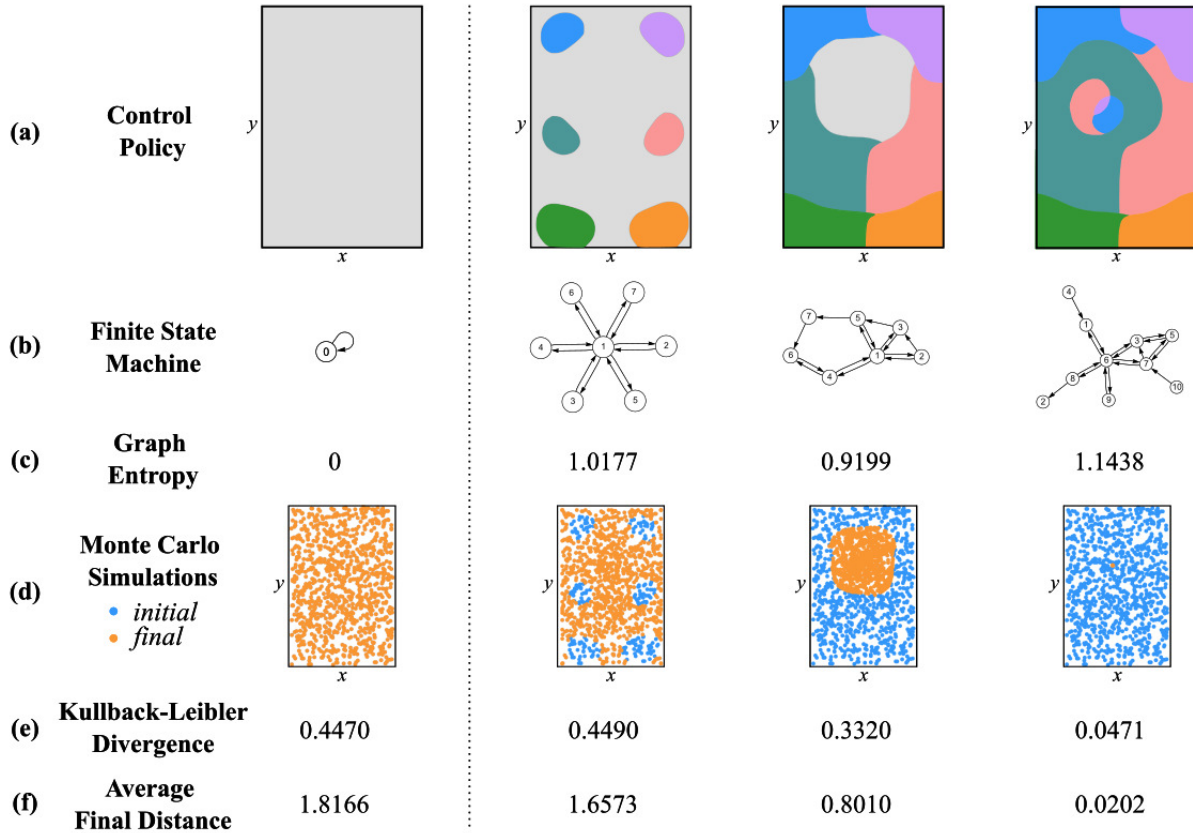 (a) Control Policy
y x y x y x y x
(b) Finite State Machine
0
6 7 4 1 2 3 5
7 5 3 6 1 2 4
4 1 3 5 6 7 8 10 2 9
(c) Graph Entropy
0 1.0177 0.9199 1.1438
(d) Monte Carlo Simulations
initial
final
y x y x y x y x
(e) Kullback-Leibler Divergence
0.4470 0.4490 0.3320 0.0471
(f) Average Final Distance
1.8166 1.6573 0.8010 0.0202